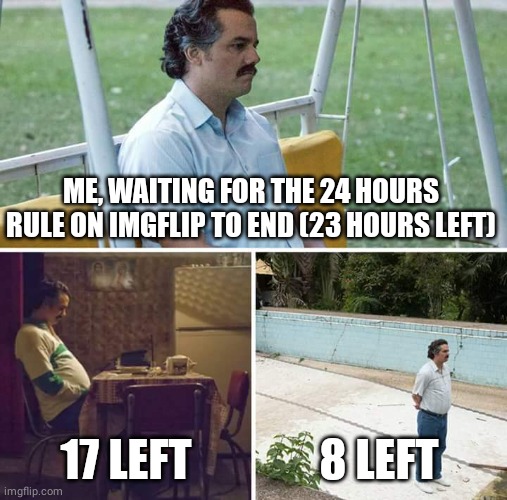 ME, WAITING FOR THE 24 HOURS
RULE ON IMGFLIP TO END (23 HOURS LEFT)
17 LEFT
8 LEFT
imgflip.com